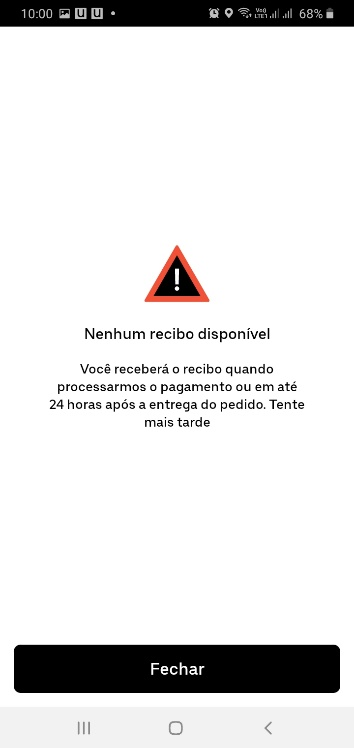 10:00 U U 68%
!
Nenhum recibo disponível
Você receberá o recibo quando
processarmos o pagamento ou em até
24 horas após a entrega do pedido. Tente
mais tarde
Fechar